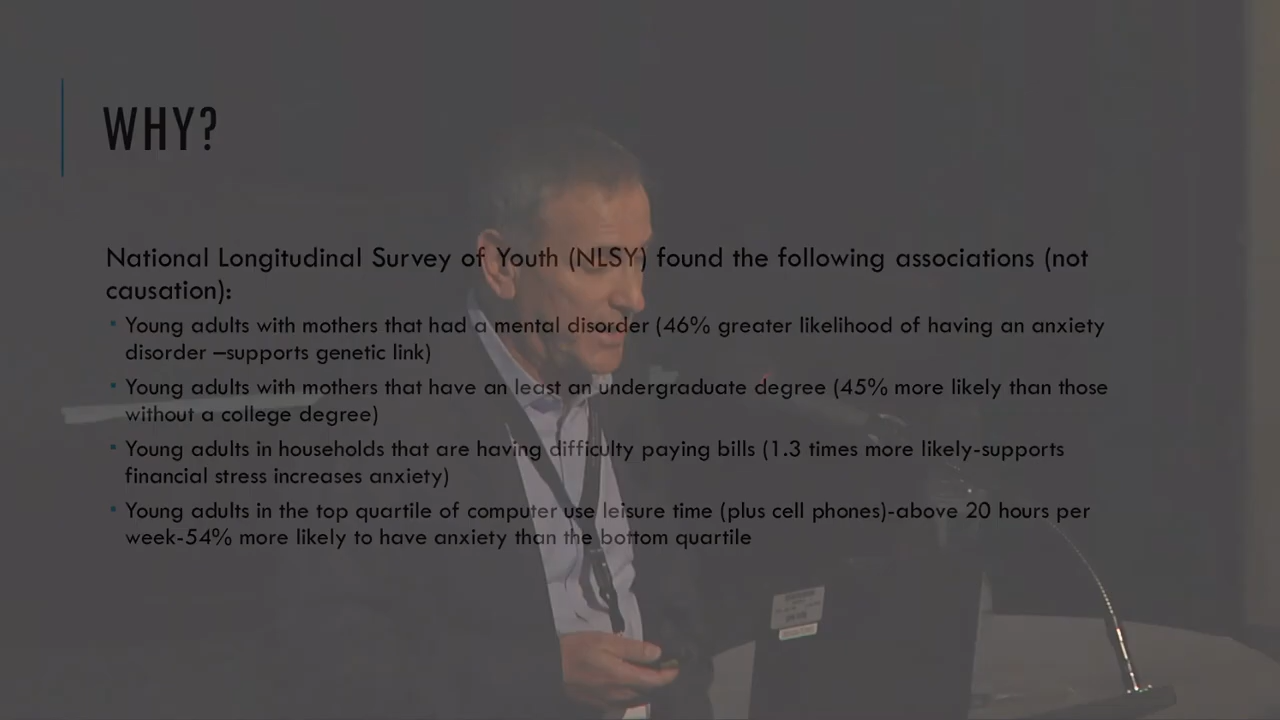 WHY?
National Longitudinal Survey of Youth (NLSY) found the following associations (not
causation):
Young adults with mothers that had a mental disorder (46% greater likelihood of having an anxiety
disorder –supports genetic link)
Young adults with mothers that have an least an undergraduate degree (45% more likely than those
without a college degree)
Young adults in households that are having difficulty paying bills (1.3 times more likely-supports
financial stress increases anxiety)
Young adults in the top quartile of computer use leisure time (plus cell phones)-above 20 hours per
week-54% more likely to have anxiety than the bottom quartile